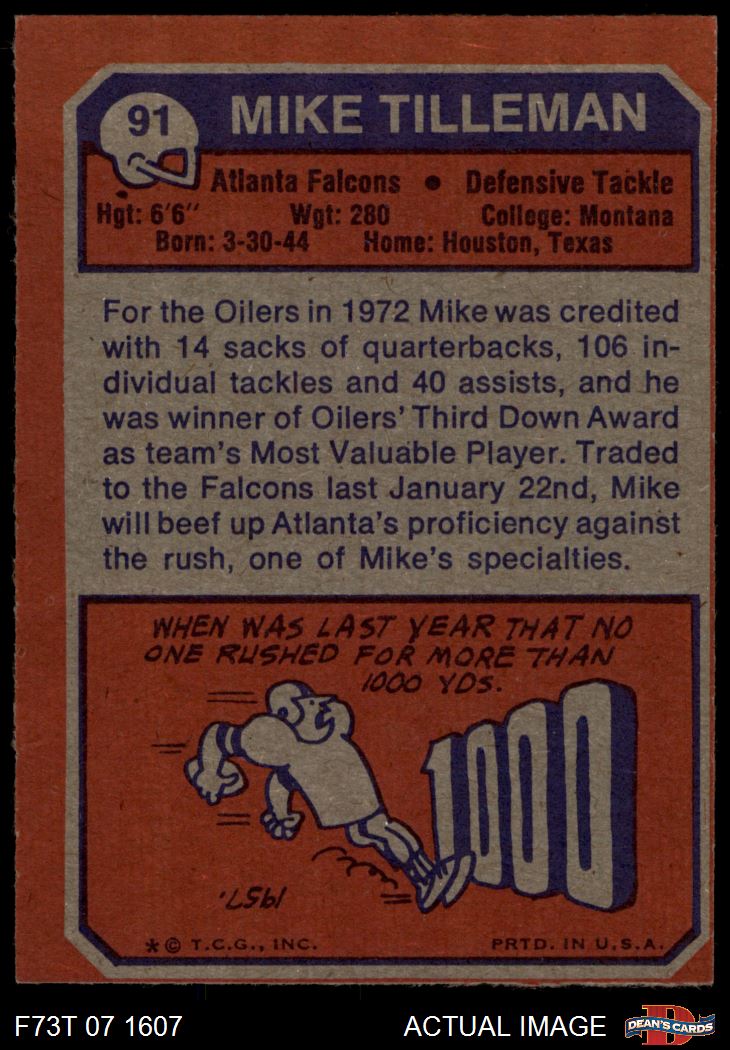 91
MIKE TILLEMAN
Atlanta Falcons • Defensive Tackle
Hgt: 6'6" Wgt: 280 College: Montana
Born: 3-30-44 Home: Houston, Texas
For the Oilers in 1972 Mike was credited
with 14 sacks of quarterbacks, 106 in-
dividual tackles and 40 assists, and he
was winner of Oilers' Third Down Award
as team's Most Valuable Player. Traded
to the Falcons last January 22nd, Mike
will beef up Atlanta's proficiency against
the rush, one of Mike's specialties.
WHEN WAS LAST YEAR THAT NO
ONE RUSHED FOR MORE THAN
1000 YDS.
1000
1957.
* © T.C.G., INC. PRTD. IN U.S.A.
F73T 07 1607 ACTUAL IMAGE
D
DEAN'S CARDS